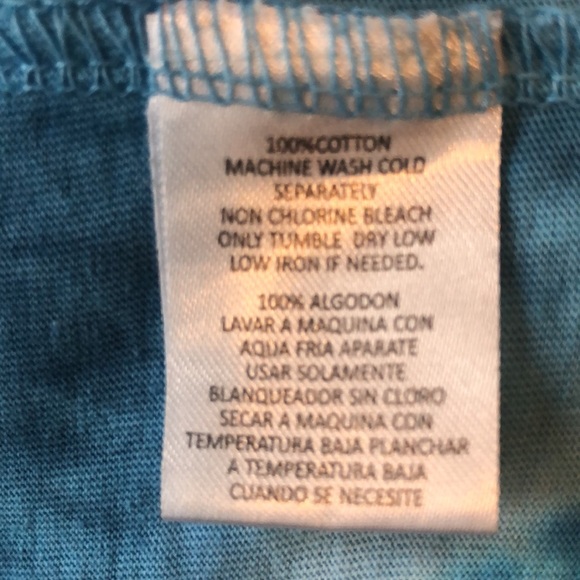 100%COTTON
MACHINE WASH COLD
SEPARATELY
NON CHLORINE BLEACH
ONLY TUMBLE DRY LOW
LOW IRON IF NEEDED.
100% ALGODON
LAVAR A MAQUINA CON
AQUA FRIA APARATE
USAR SOLAMENTE
BLANQUEADOR SIN CLORO
SECAR A MAQUINA CON
TEMPERATURA BAJA PLANCHAR
A TEMPERATURA BAJA
CUANDO SE NECESITE